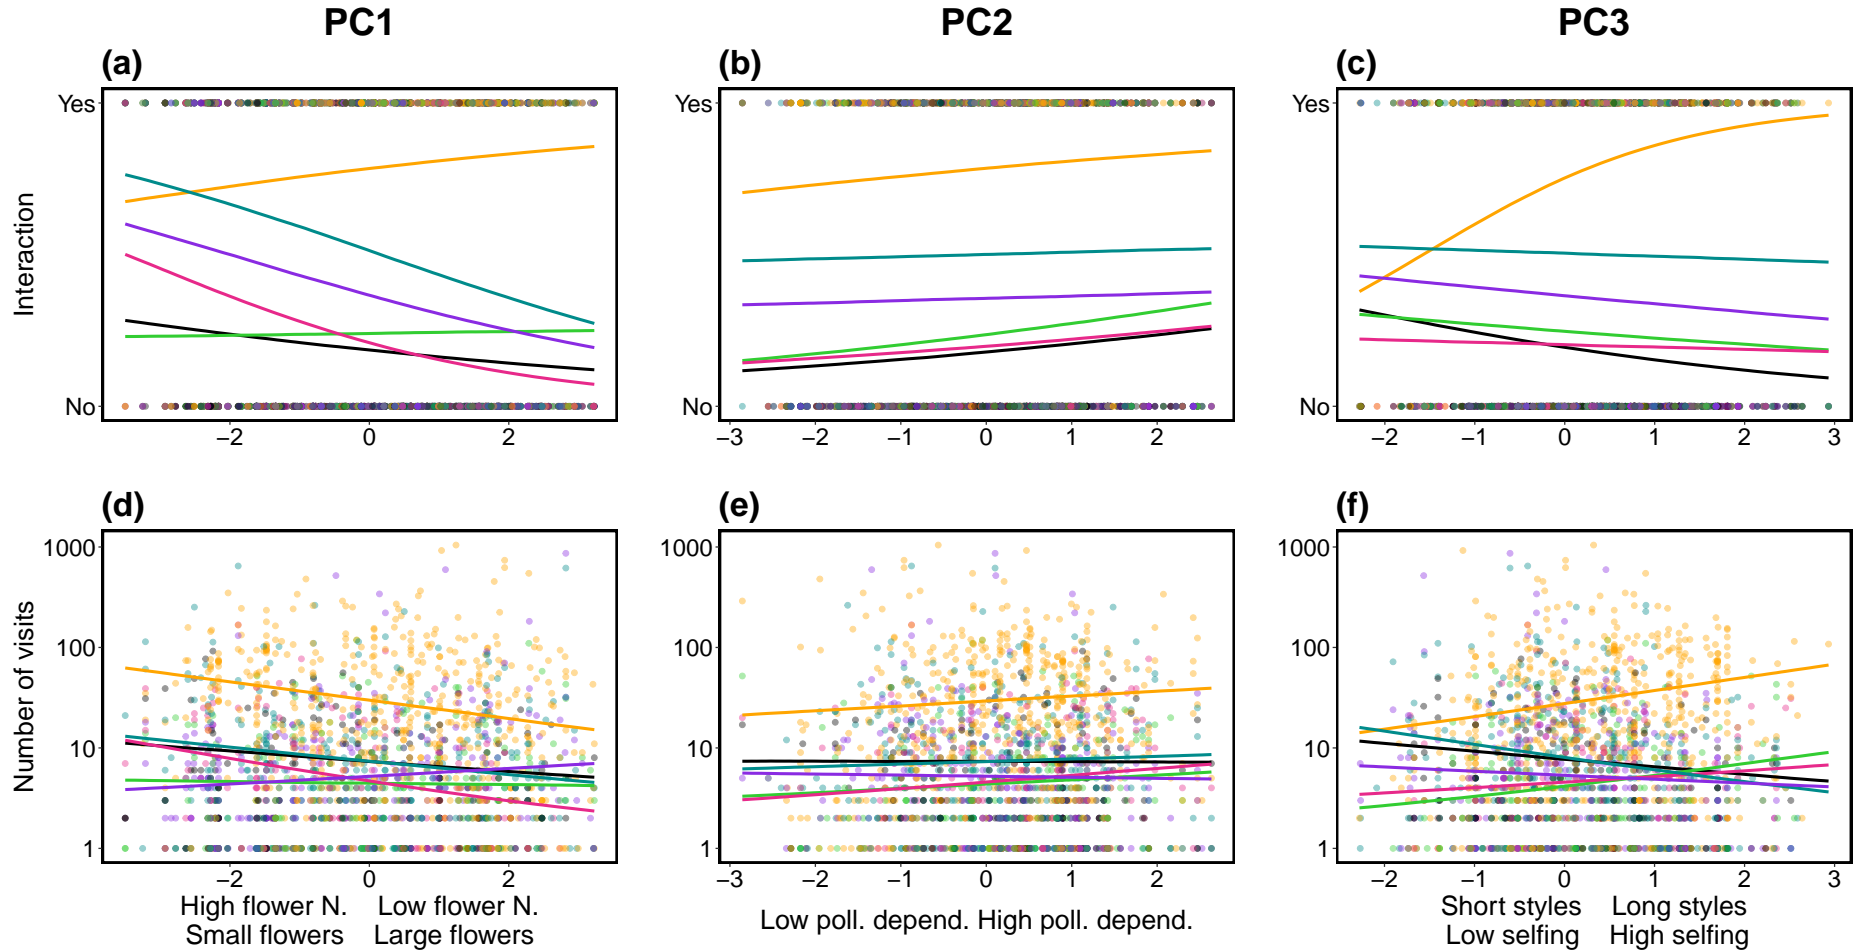 PC1 PC2 PC3
(a) (b) (c)
Interaction
Yes
No
−2 0 2
Yes
No
−3 −2 −1 0 1 2
Yes
No
−2 −1 0 1 2 3
(d) (e) (f)
Number of visits
1000
100
10
1
−2 0 2
High flower N. Low flower N.
Small flowers Large flowers
1000
100
10
1
−3 −2 −1 0 1 2
Low poll. depend. High poll. depend.
1000
100
10
1
−2 −1 0 1 2 3
Short styles Long styles
Low selfing High selfing